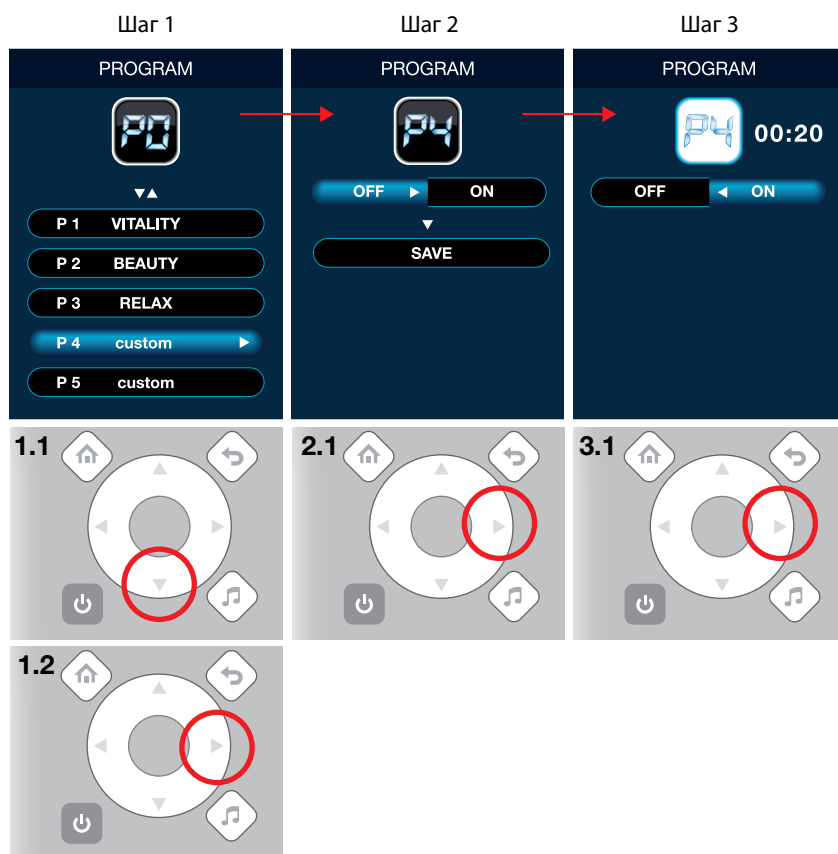 Шаг 1
PROGRAM
P0
▼▲
P 1 VITALITY
P 2 BEAUTY
P 3 RELAX
P 4 custom ▶
P 5 custom
1.1
1.2
Шаг 2
PROGRAM
P4
OFF ▶ ON
▼
SAVE
2.1
Шаг 3
PROGRAM
P4 00:20
OFF ◀ ON
3.1